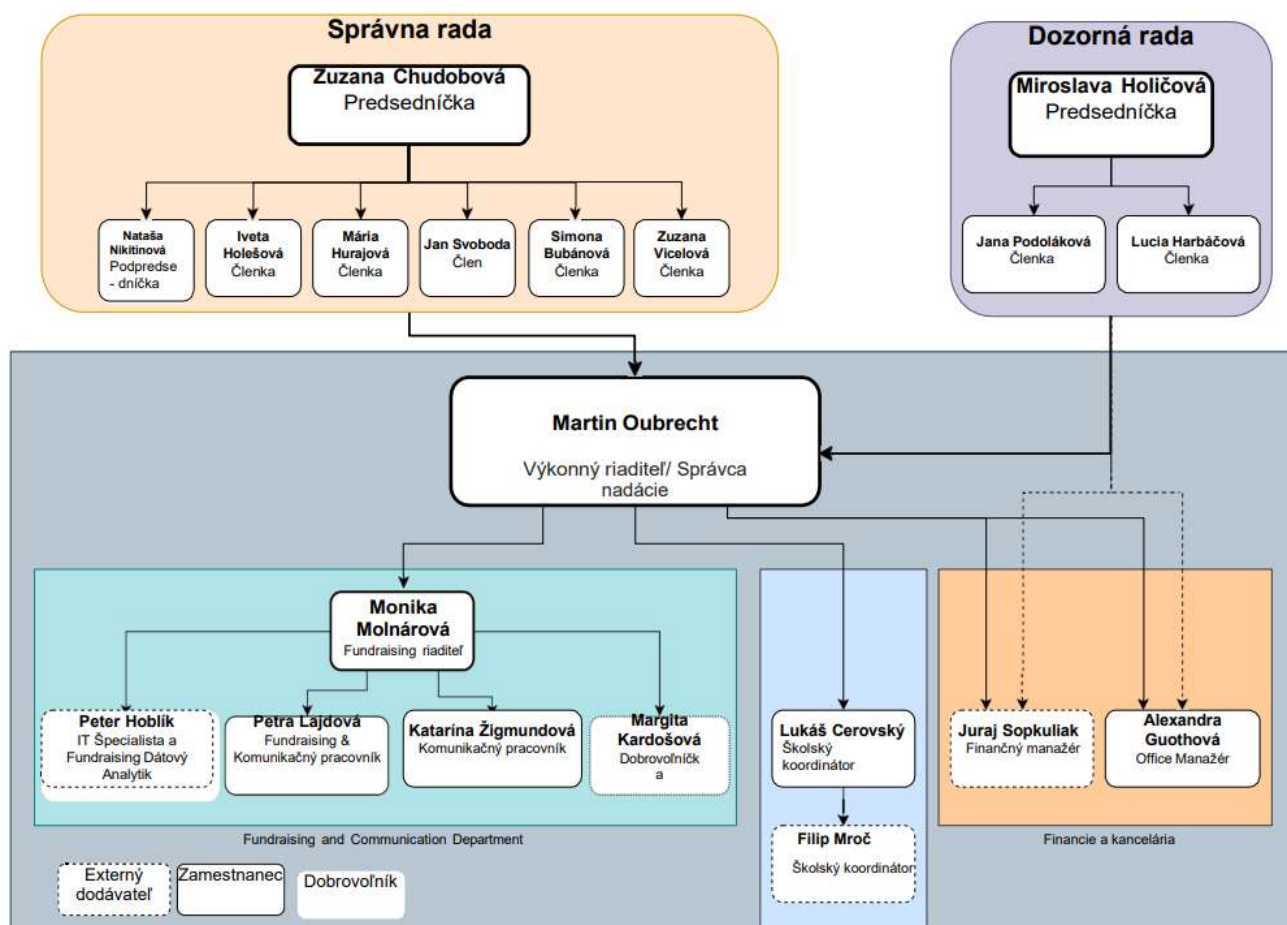 Správna rada
Zuzana Chudobová
Predsedníčka
Nataša
Nikitinová
Podpredse
- dníčka
Iveta
Holešová
Členka
Mária
Hurajová
Členka
Jan Svoboda
Člen
Simona
Bubánová
Členka
Zuzana
Vicelová
Členka
Dozorná rada
Miroslava Holičová
Predsedníčka
Jana Podoláková
Členka
Lucia Harbáčová
Členka
Martin Oubrecht
Výkonný riaditeľ/ Správca
nadácie
Monika
Molnárová
Fundraising riaditeľ
Peter Hoblík
IT Špecialista a
Fundraising Dátový
Analytik
Petra Lajdová
Fundraising &
Komunikačný pracovník
Katarína Žigmundová
Komunikačný pracovník
Margita
Kardošová
Dobrovoľníčk
a
Fundraising and Communication Department
Lukáš Cerovský
Školský
koordinátor
Filip Mroč
Školský koordinátor
Juraj Sopkuliak
Finančný manažér
Alexandra
Guothová
Office Manažér
Financie a kancelária
Externý
dodávateľ
Zamestnanec
Dobrovoľník